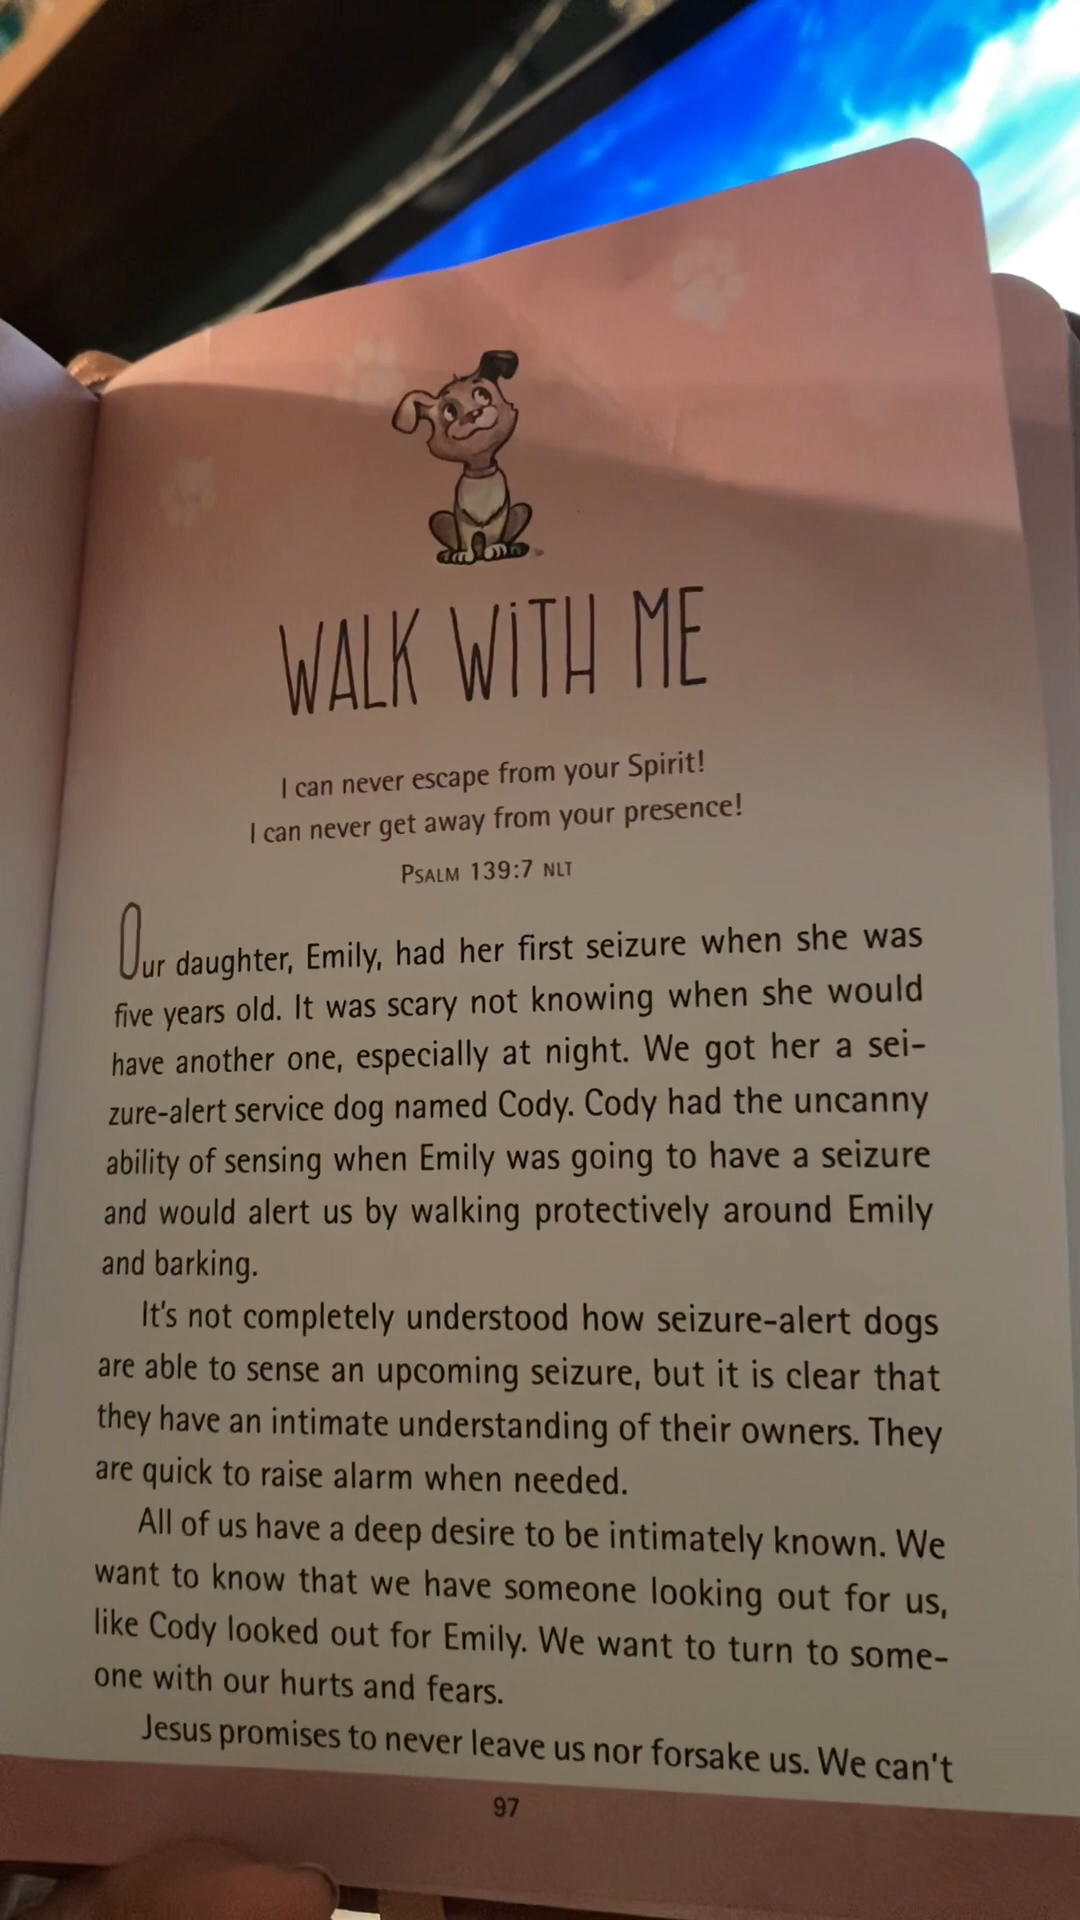 WALK WiTH ME
I can never escape from your Spirit!
I can never get away from your presence!
PSALM 139:7 NLT
Our daughter, Emily, had her first seizure when she was
five years old. It was scary not knowing when she would
have another one, especially at night. We got her a sei-
zure-alert service dog named Cody. Cody had the uncanny
ability of sensing when Emily was going to have a seizure
and would alert us by walking protectively around Emily
and barking.
It's not completely understood how seizure-alert dogs
are able to sense an upcoming seizure, but it is clear that
they have an intimate understanding of their owners. They
are quick to raise alarm when needed.
All of us have a deep desire to be intimately known. We
want to know that we have someone looking out for us,
like Cody looked out for Emily. We want to turn to some-
one with our hurts and fears.
Jesus promises to never leave us nor forsake us. We can't
97